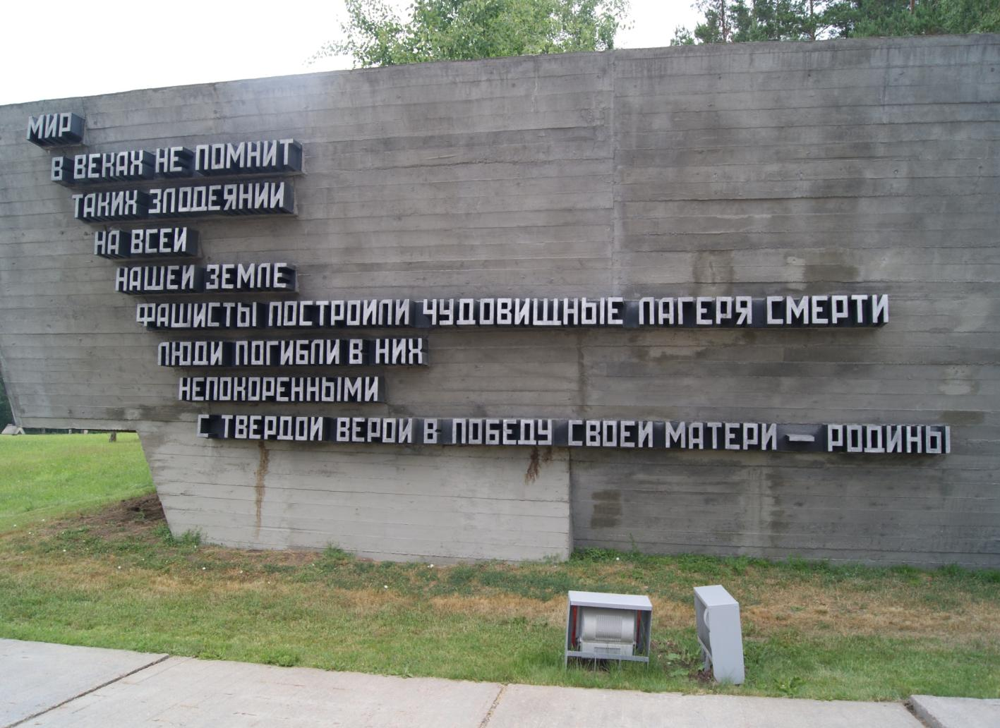 МИР
В ВЕКАХ НЕ ПОМНИТ
ТАКИХ ЗЛОДЕЯНИИ
НА ВСЕИ
НАШЕИ ЗЕМЛЕ
ФАШИСТЫ ПОСТРОИЛИ ЧУДОВИЩНЫЕ ЛАГЕРЯ СМЕРТИ
ЛЮДИ ПОГИБЛИ В НИХ
НЕПОКОРЕННЫМИ
С ТВЕРДОИ ВЕРОИ В ПОБЕДУ СВОЕИ МАТЕРИ — РОДИНЫ